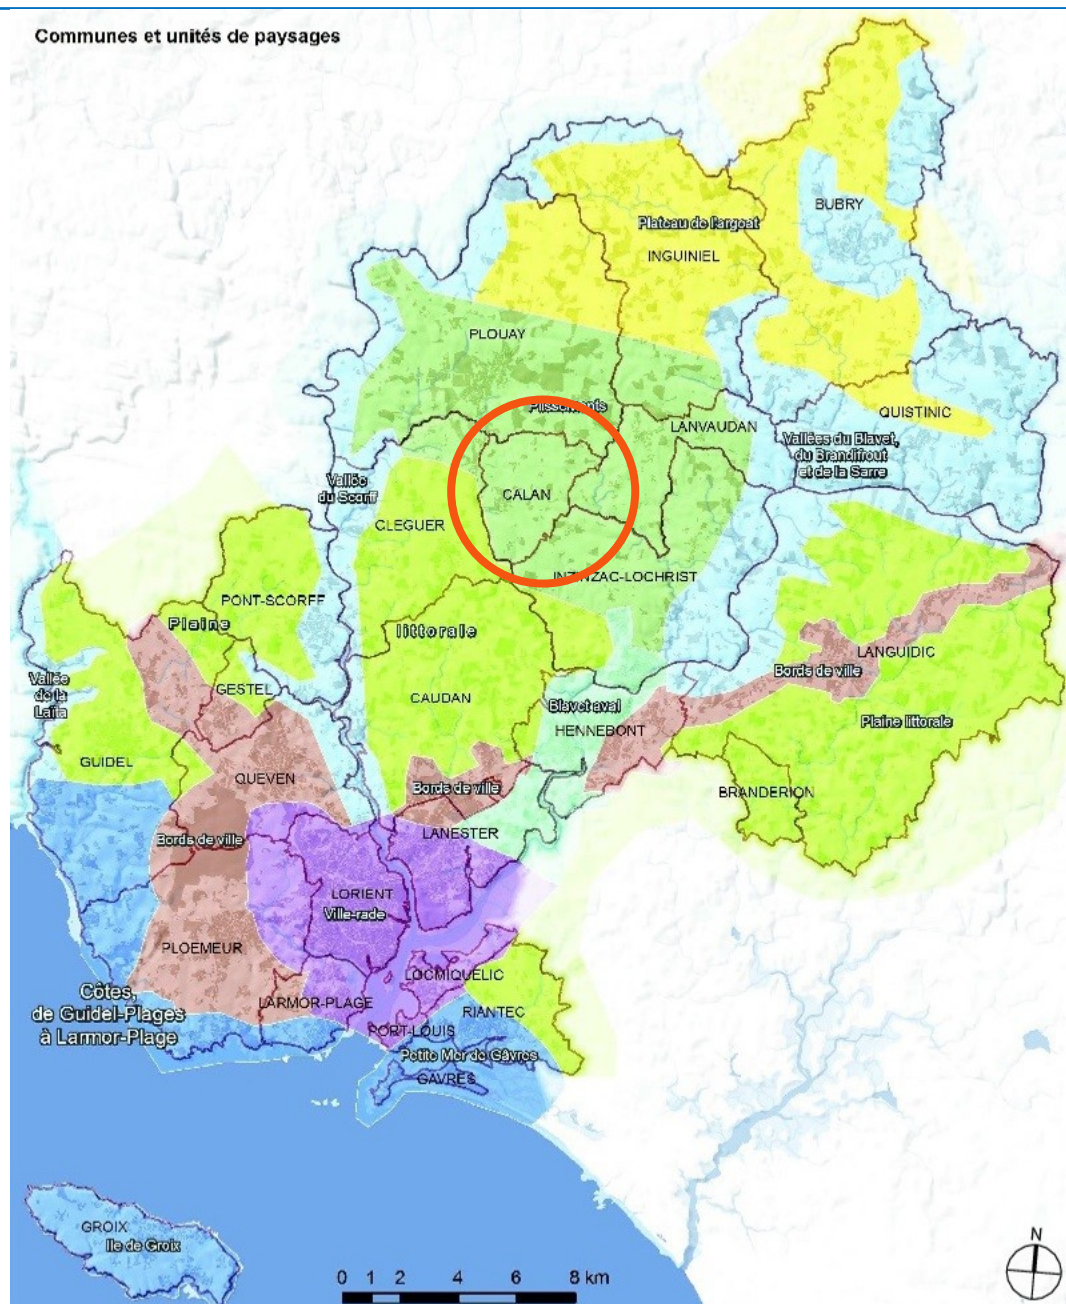 Communes et unités de paysages
BUBRY
Plateau de l'argoat
INGUINIEL
PLOUAY
Plissements
QUISTINIC
LANVAUDAN
Vallées du Blavet,
du Brandifrout
et de la Sarre
Vallée
du Scorff
CALAN
CLEGUER
INZINZAC-LOCHRIST
PONT-SCORFF
Plaine
littorale
LANGUIDIC
Bords de ville
Vallée
de la
Laïta
GESTEL
CAUDAN
Blavet aval
HENNEBONT
Plaine littorale
GUIDEL
QUEVEN
Bords de ville
BRANDERION
Bords de ville
LANESTER
LORIENT
Ville-rade
PLOEMEUR
LOCMIQUELIC
Côtes,
de Guidel-Plages
à Larmor-Plage
LARMOR-PLAGE
RIANTEC
PORT-LOUIS
Petite Mer de Gâvres
GAVRES
GROIX
Ile de Groix
N
0 1 2 4 6 8 km